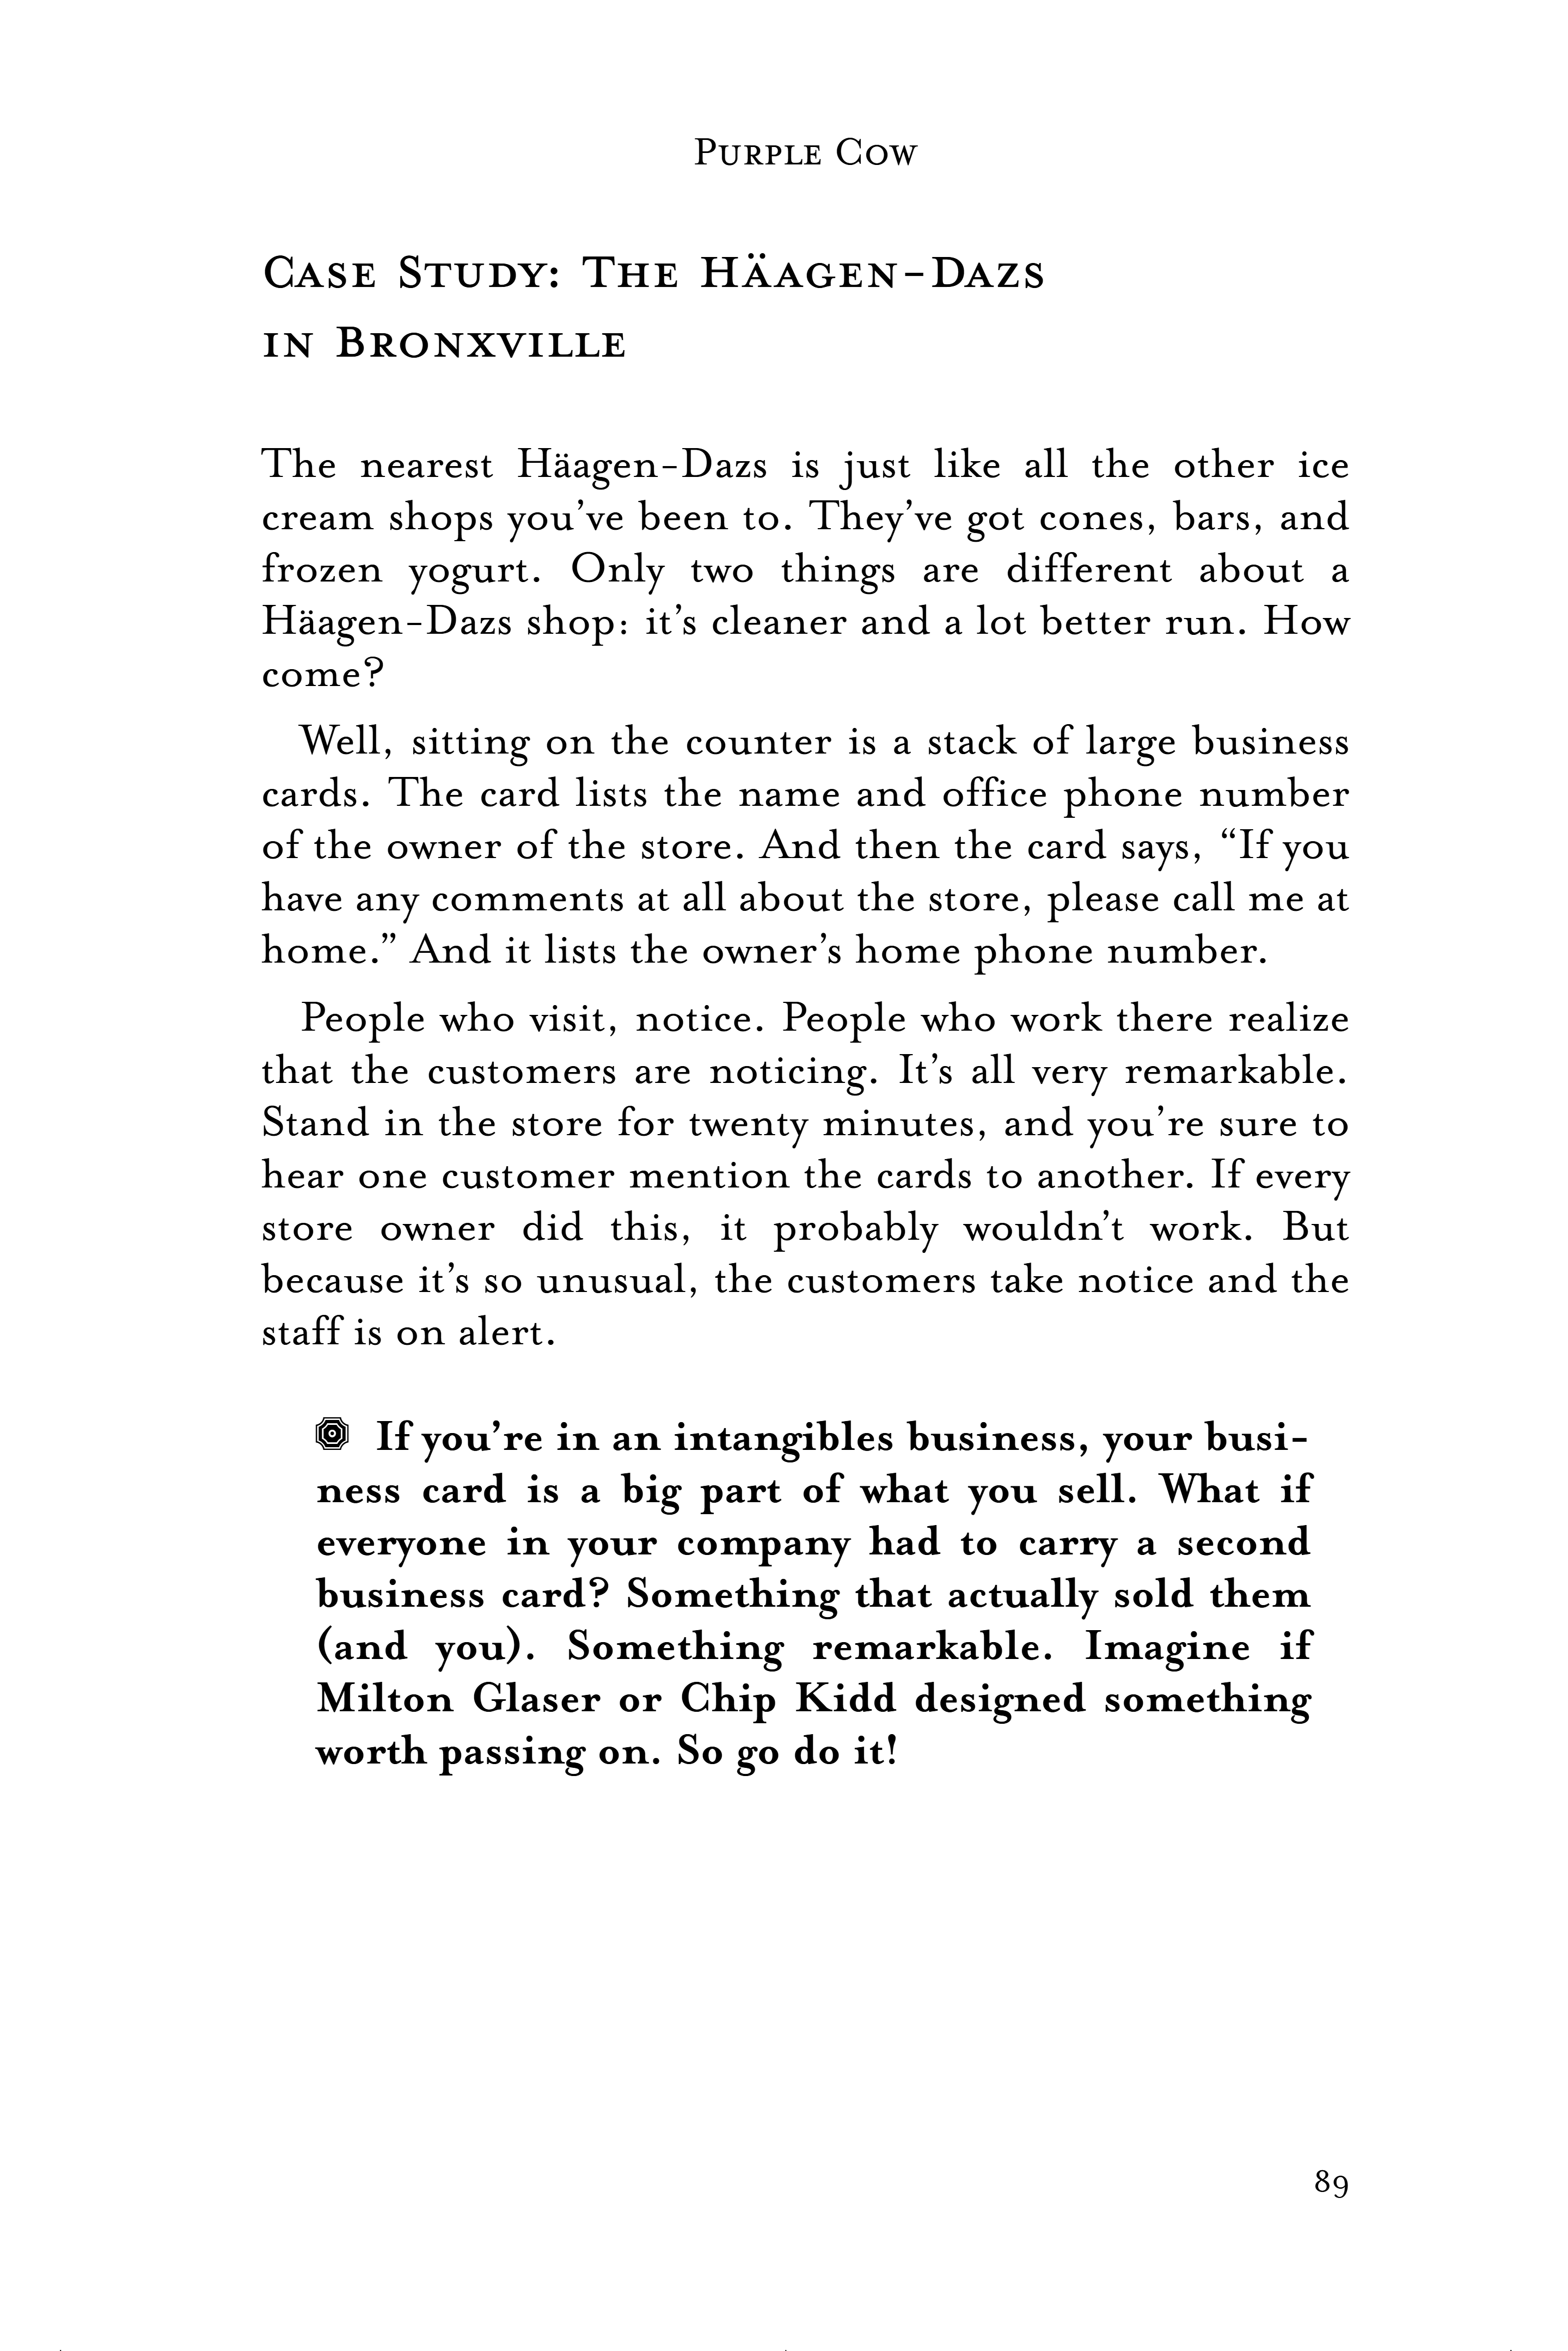 Purple Cow
Case Study: The Häagen-Dazs
in Bronxville
The nearest Häagen-Dazs is just like all the other ice
cream shops you’ve been to. They’ve got cones, bars, and
frozen yogurt. Only two things are different about a
Häagen-Dazs shop: it’s cleaner and a lot better run. How
come?
Well, sitting on the counter is a stack of large business
cards. The card lists the name and office phone number
of the owner of the store. And then the card says, “If you
have any comments at all about the store, please call me at
home.” And it lists the owner’s home phone number.
People who visit, notice. People who work there realize
that the customers are noticing. It’s all very remarkable.
Stand in the store for twenty minutes, and you’re sure to
hear one customer mention the cards to another. If every
store owner did this, it probably wouldn’t work. But
because it’s so unusual, the customers take notice and the
staff is on alert.
If you’re in an intangibles business, your busi-
ness card is a big part of what you sell. What if
everyone in your company had to carry a second
business card? Something that actually sold them
(and you). Something remarkable. Imagine if
Milton Glaser or Chip Kidd designed something
worth passing on. So go do it!
89